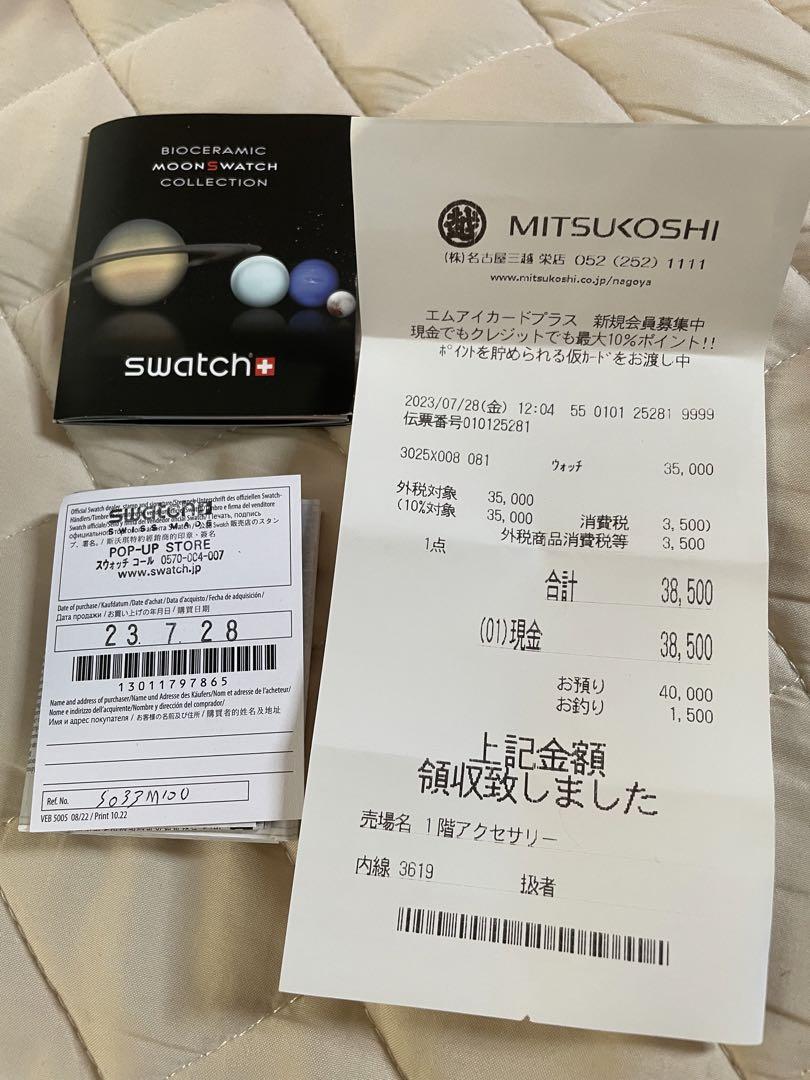 BIOCERAMIC
MOONSWATCH
COLLECTION
swatch
MITSUKOSHI
(株)名古屋三越 栄店 052 (252) 1111
www.mitsukoshi.co.jp/nagoya
エムアイカードプラス 新規会員募集中
現金でもクレジットでも最大10%ポイント!!
ﾎﾟｲﾝﾄを貯められる仮ｶｰﾄﾞをお渡し中
2023/07/28(金) 12:04 55 0101 25281 9999
伝票番号010125281
3025X008 081 ｳｫｯﾁ 35,000
外税対象 35,000
(10%対象 35,000 消費税 3,500)
1点 外税商品消費税等 3,500
合計 38,500
(01)現金 38,500
お預り 40,000
お釣り 1,500
上記金額
領収致しました
売場名 1階アクセサリー
内線 3619 扱者
swatch
SWISS MADE
POP-UP STORE
スウォッチ コール 0570-004-007
www.swatch.jp
Date of purchase/Kaufdatum/Date d'achat/Data d'acquisto/Fecha de adquisición/
Дата продажи/お買い上げの年月日/購買日期
23. 7. 28
13011797865
Name and address of purchaser/Name und Adresse des Käufers/Nom et adresse de l'acheteur/
Nome e indirizzo dell'acquirente/Nombre y dirección del comprador/
Имя и адрес покупателя / お客様の名前及び住所 / 購買者的姓名及地址
Ref. No. SO33M100
VEB 5005 08/22 / Print 10.22